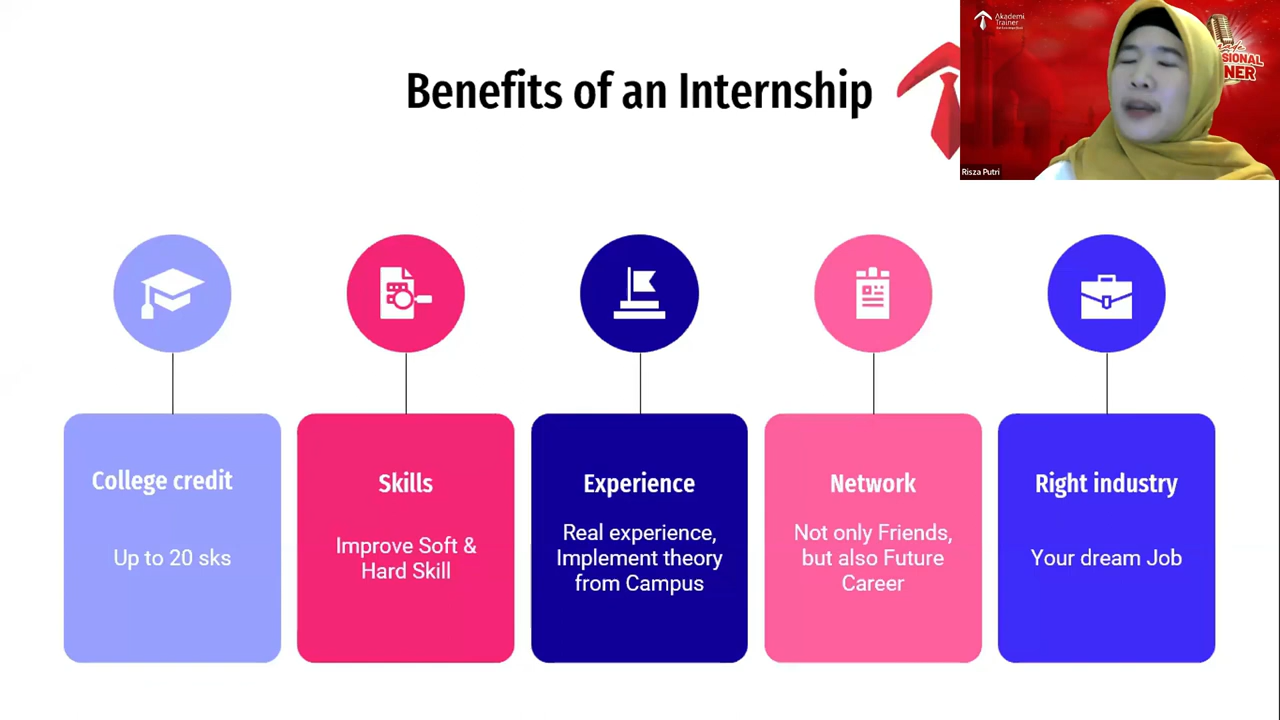 Benefits of an Internship
Akademi
Trainer
SIONAL
NER
Risza Putri
College credit
Up to 20 sks
Skills
Improve Soft &
Hard Skill
Experience
Real experience,
Implement theory
from Campus
Network
Not only Friends,
but also Future
Career
Right industry
Your dream Job